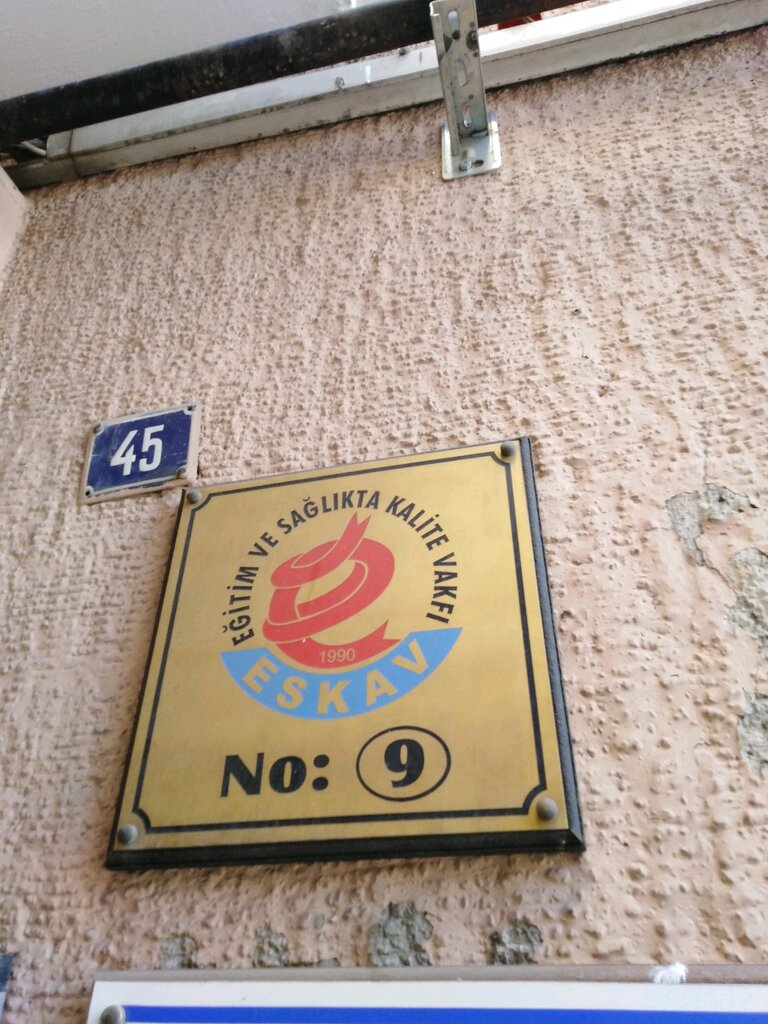 45
EĞİTİM VE SAĞLIKTA KALİTE VAKFI
1990
ESKAV
No: 9